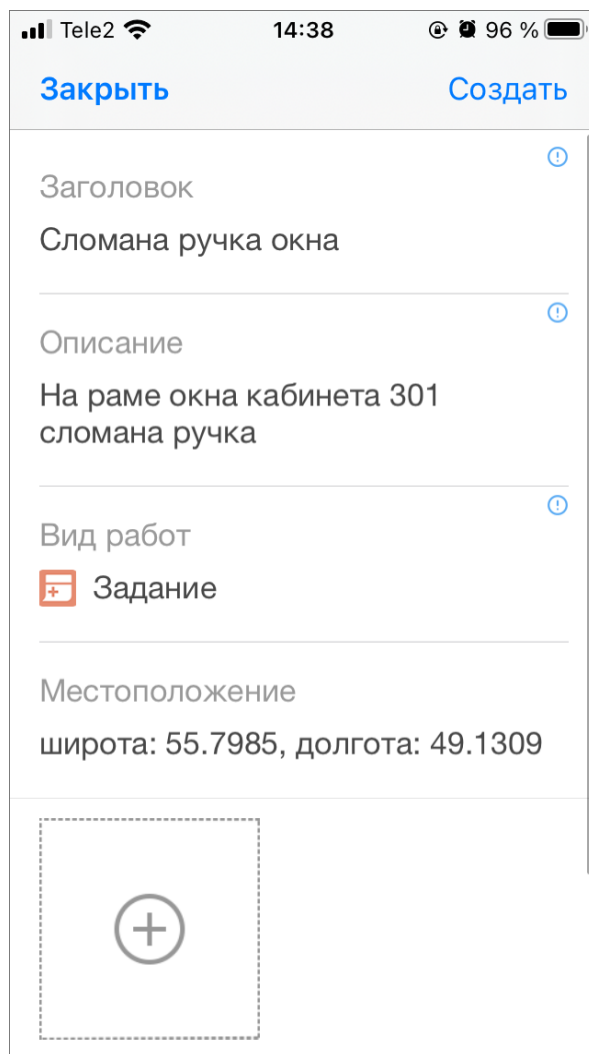 Tele2 14:38 96 %
Закрыть Создать
Заголовок
Сломана ручка окна
Описание
На раме окна кабинета 301
сломана ручка
Вид работ
Задание
Местоположение
широта: 55.7985, долгота: 49.1309